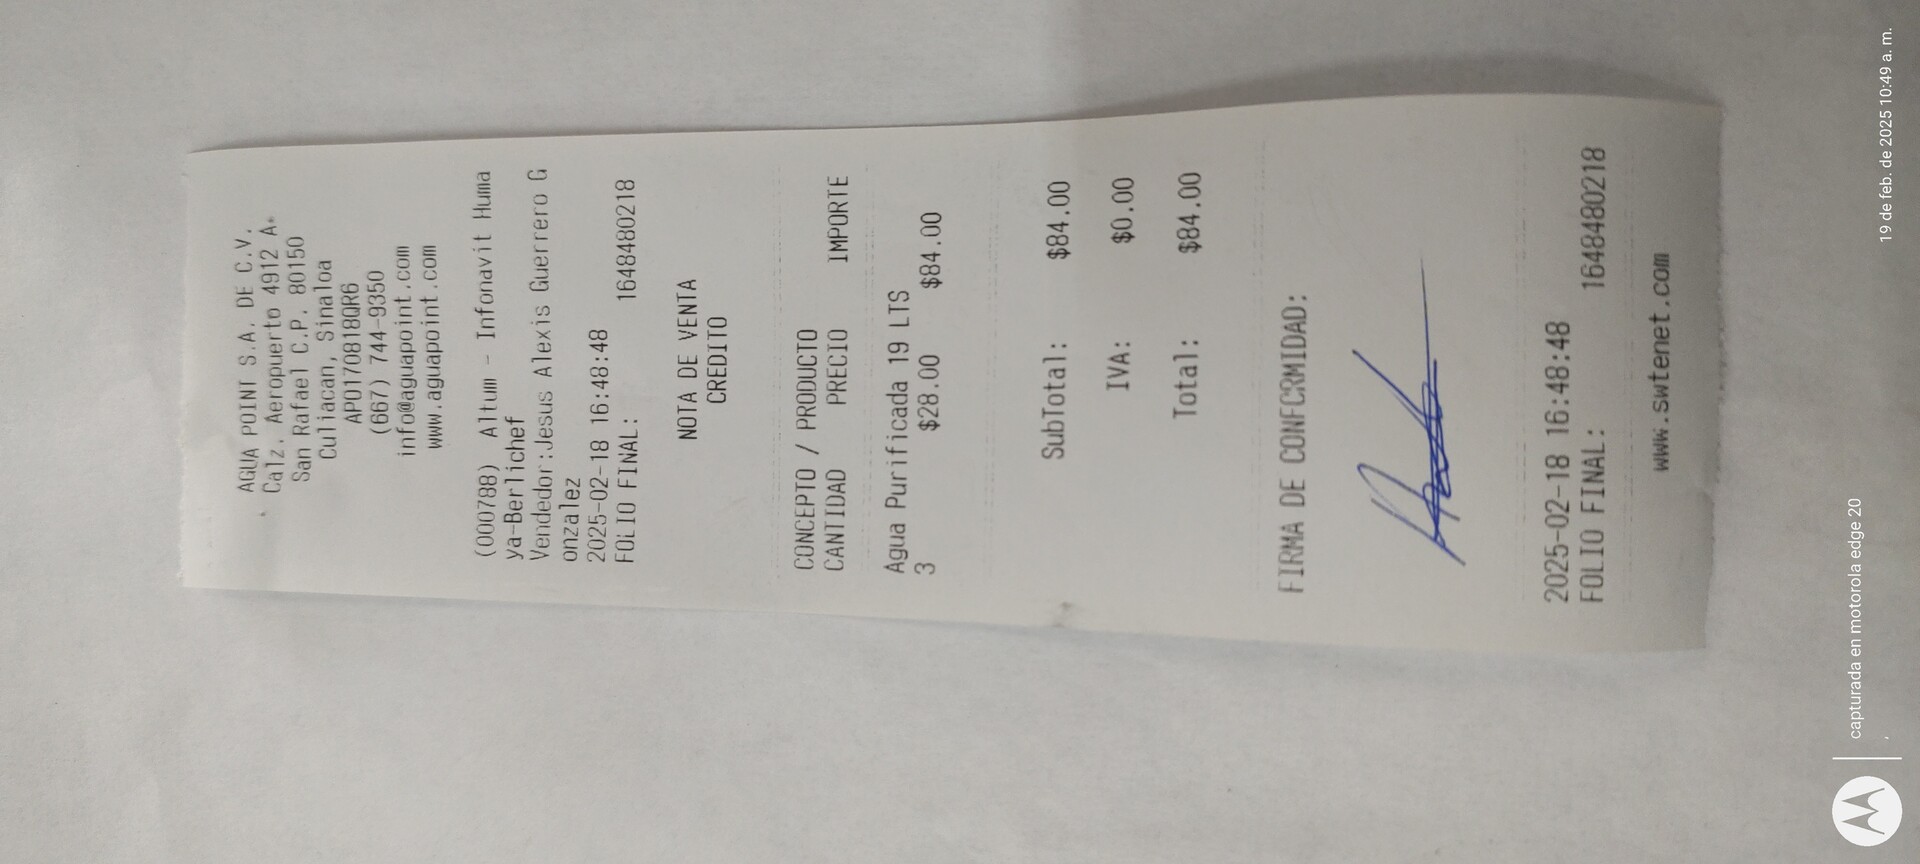 AGUA POINT S.A. DE C.V.
Calz. Aeropuerto 4912 A.
San Rafael C.P. 80150
Culiacan, Sinaloa
APO170818QR6
(667) 744-9350
info@aguapoint.com
www.aguapoint.com
(000788) Altum - Infonavit Huma
ya-Berlichef
Vendedor:Jesus Alexis Guerrero G
onzalez
2025-02-18 16:48:48
FOLIO FINAL: 1648480218
NOTA DE VENTA
CREDITO
CONCEPTO / PRODUCTO
CANTIDAD PRECIO IMPORTE
Agua Purificada 19 LTS
3 $28.00 $84.00
SubTotal: $84.00
IVA: $0.00
Total: $84.00
FIRMA DE CONFORMIDAD:
2025-02-18 16:48:48
FOLIO FINAL: 1648480218
www.swtenet.com
capturada en motorola edge 20
19 de feb. de 2025 10:49 a. m.